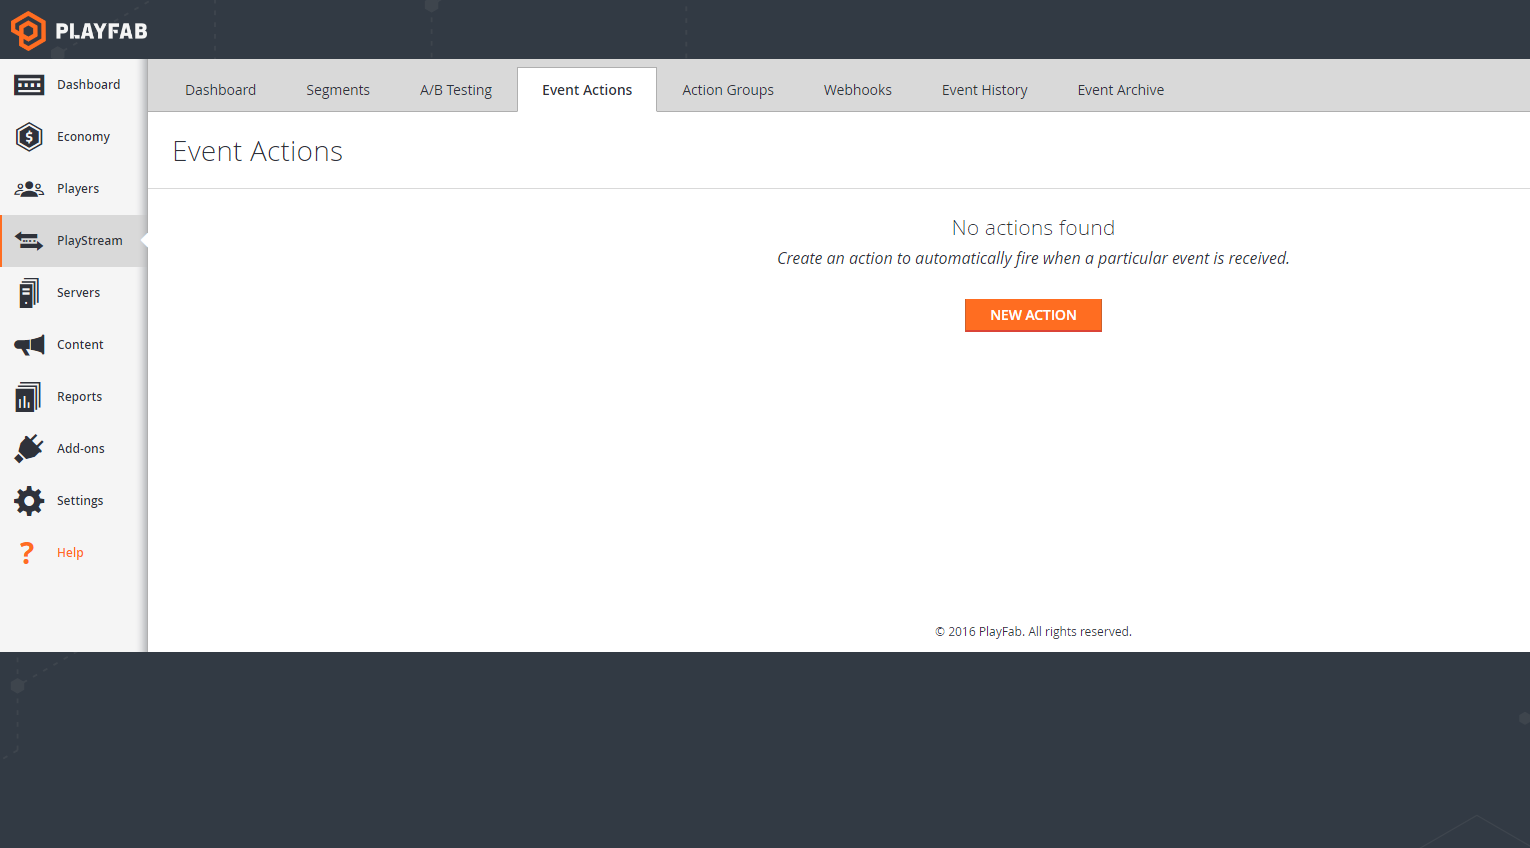 PLAYFAB
Dashboard
Economy
Players
PlayStream
Servers
Content
Reports
Add-ons
Settings
? Help
Dashboard Segments A/B Testing Event Actions Action Groups Webhooks Event History Event Archive
Event Actions
No actions found
Create an action to automatically fire when a particular event is received.
NEW ACTION
© 2016 PlayFab. All rights reserved.